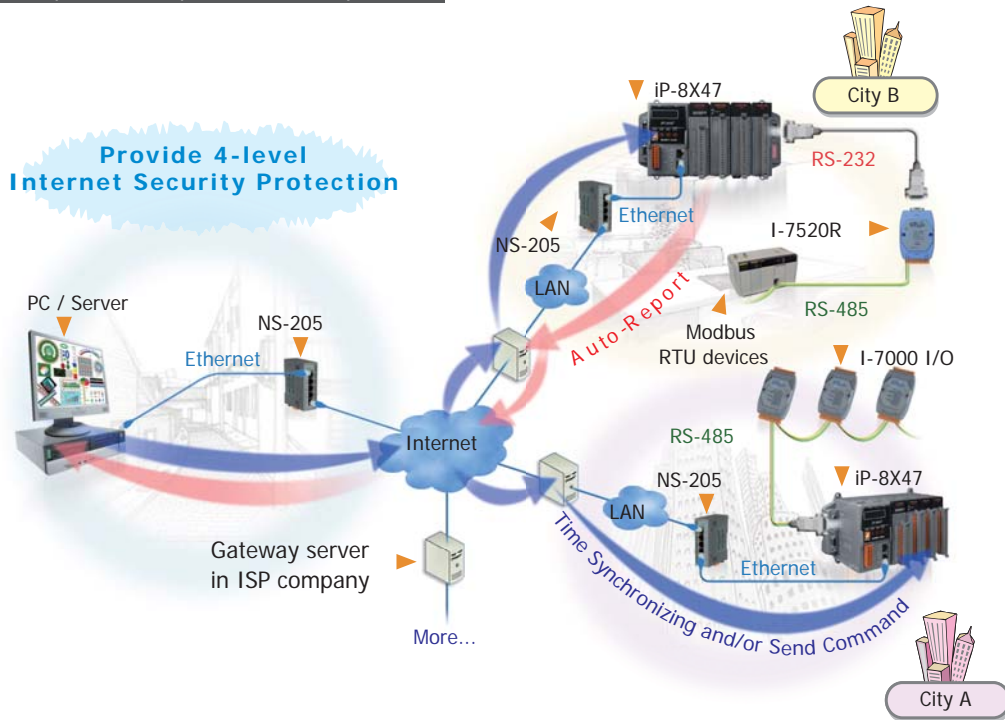 iP-8X47
City B
Provide 4-level
Internet Security Protection
RS-232
Ethernet
NS-205
I-7520R
LAN
PC / Server
NS-205
Auto-Report
RS-485
Modbus
RTU devices
Ethernet
I-7000 I/O
Internet
RS-485
NS-205
iP-8X47
LAN
Gateway server
in ISP company
Ethernet
Time Synchronizing and/or Send Command
More...
City A